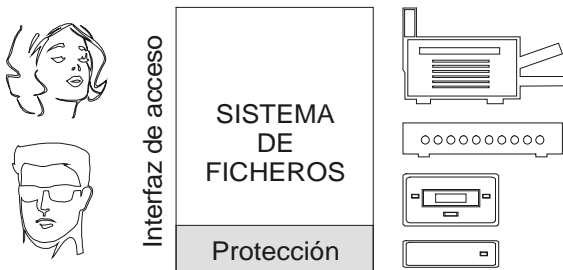 Interfaz de acceso
SISTEMA
DE
FICHEROS
Protección